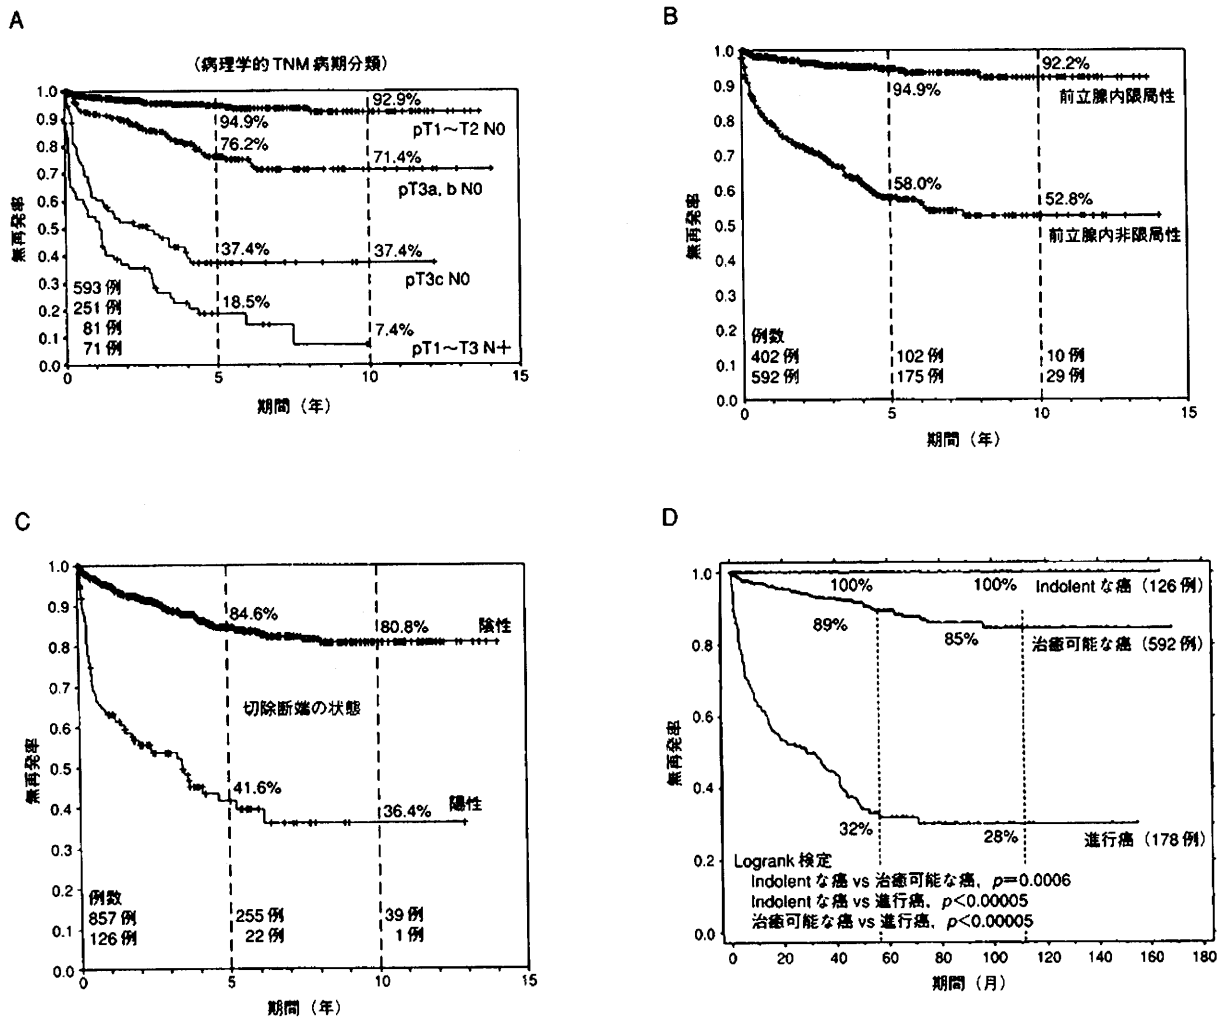 A
(病理学的 TNM 病期分類)
1.0
0.9
0.8
0.7
0.6
0.5
0.4
0.3
0.2
0.1
0.0
無再発率
92.9%
pT1～T2 N0
94.9%
76.2%
71.4%
pT3a, b N0
37.4%
37.4%
pT3c N0
593 例
251 例
81 例
71 例
18.5%
7.4%
pT1～T3 N＋
0 5 10 15
期間（年）
B
1.0
0.9
0.8
0.7
0.6
0.5
0.4
0.3
0.2
0.1
0.0
無再発率
92.2%
94.9%
前立腺内限局性
58.0%
52.8%
前立腺内非限局性
例数
402 例 102 例 10 例
592 例 175 例 29 例
0 5 10 15
期間（年）
C
1.0
0.9
0.8
0.7
0.6
0.5
0.4
0.3
0.2
0.1
0.0
無再発率
84.6%
80.8%
陰性
切除断端の状態
41.6%
36.4%
陽性
例数
857 例 255 例 39 例
126 例 22 例 1 例
0 5 10 15
期間（年）
D
1.0
0.8
0.6
0.4
0.2
0.0
無再発率
100% 100% Indolent な癌（126 例）
89% 85% 治癒可能な癌（592 例）
32% 28% 進行癌（178 例）
Logrank 検定
Indolent な癌 vs 治癒可能な癌，p＝0.0006
Indolent な癌 vs 進行癌，p＜0.00005
治癒可能な癌 vs 進行癌，p＜0.00005
0 20 40 60 80 100 120 140 160 180
期間（月）